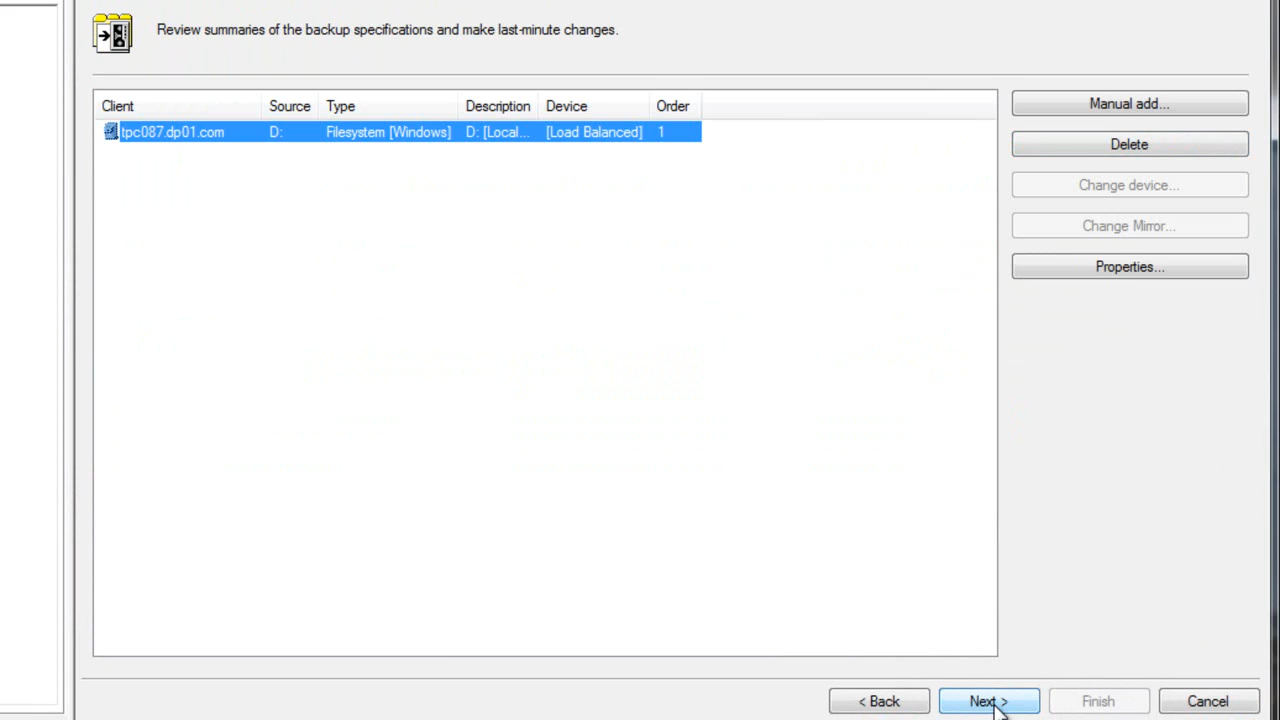 Review summaries of the backup specifications and make last-minute changes.
Client Source Type Description Device Order
tpc087.dp01.com D: Filesystem [Windows] D: [Local... [Load Balanced] 1
Manual add...
Delete
Change device...
Change Mirror...
Properties...
< Back Next > Finish Cancel